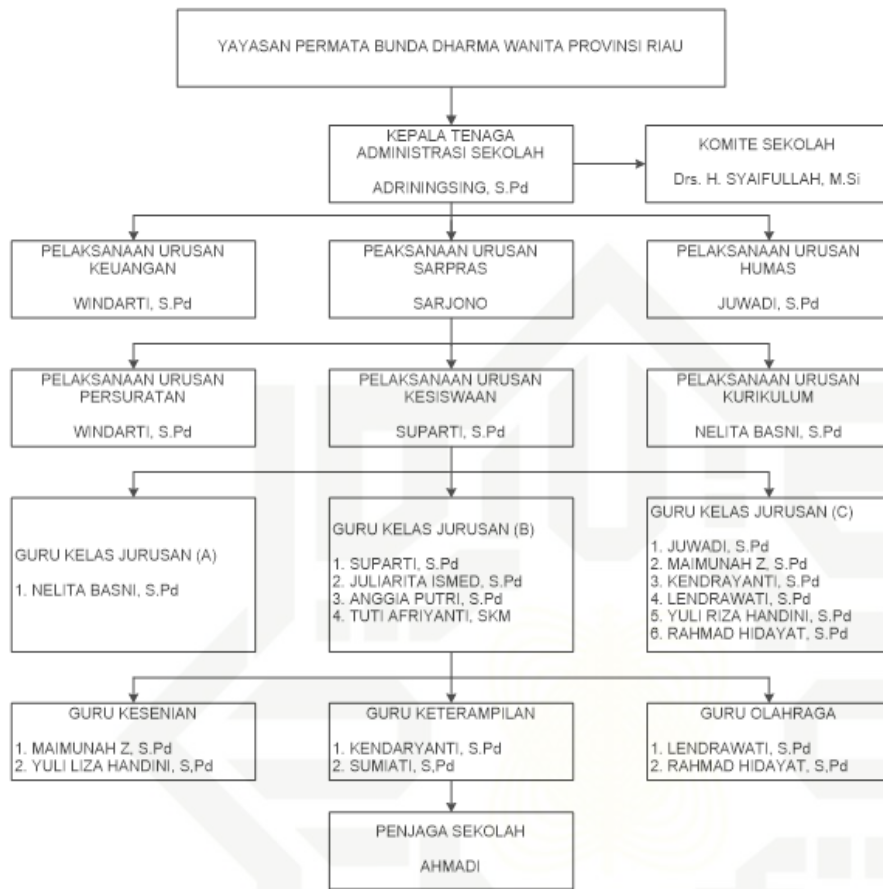 YAYASAN PERMATA BUNDA DHARMA WANITA PROVINSI RIAU
KEPALA TENAGA
ADMINISTRASI SEKOLAH
ADRININGSING, S.Pd
KOMITE SEKOLAH
Drs. H. SYAIFULLAH, M.Si
PELAKSANAAN URUSAN
KEUANGAN
WINDARTI, S.Pd
PEAKSANAAN URUSAN
SARPRAS
SARJONO
PELAKSANAAN URUSAN
HUMAS
JUWADI, S.Pd
PELAKSANAAN URUSAN
PERSURATAN
WINDARTI, S.Pd
PELAKSANAAN URUSAN
KESISWAAN
SUPARTI, S.Pd
PELAKSANAAN URUSAN
KURIKULUM
NELITA BASNI, S.Pd
GURU KELAS JURUSAN (A)
1. NELITA BASNI, S.Pd
GURU KELAS JURUSAN (B)
1. SUPARTI, S.Pd
2. JULIARITA ISMED, S.Pd
3. ANGGIA PUTRI, S.Pd
4. TUTI AFRIYANTI, SKM
GURU KELAS JURUSAN (C)
1. JUWADI, S.Pd
2. MAIMUNAH Z, S.Pd
3. KENDRAYANTI, S.Pd
4. LENDRAWATI, S.Pd
5. YULI RIZA HANDINI, S.Pd
6. RAHMAD HIDAYAT, S.Pd
GURU KESENIAN
1. MAIMUNAH Z, S.Pd
2. YULI LIZA HANDINI, S,Pd
GURU KETERAMPILAN
1. KENDARYANTI, S.Pd
2. SUMIATI, S,Pd
GURU OLAHRAGA
1. LENDRAWATI, S.Pd
2. RAHMAD HIDAYAT, S,Pd
PENJAGA SEKOLAH
AHMADI